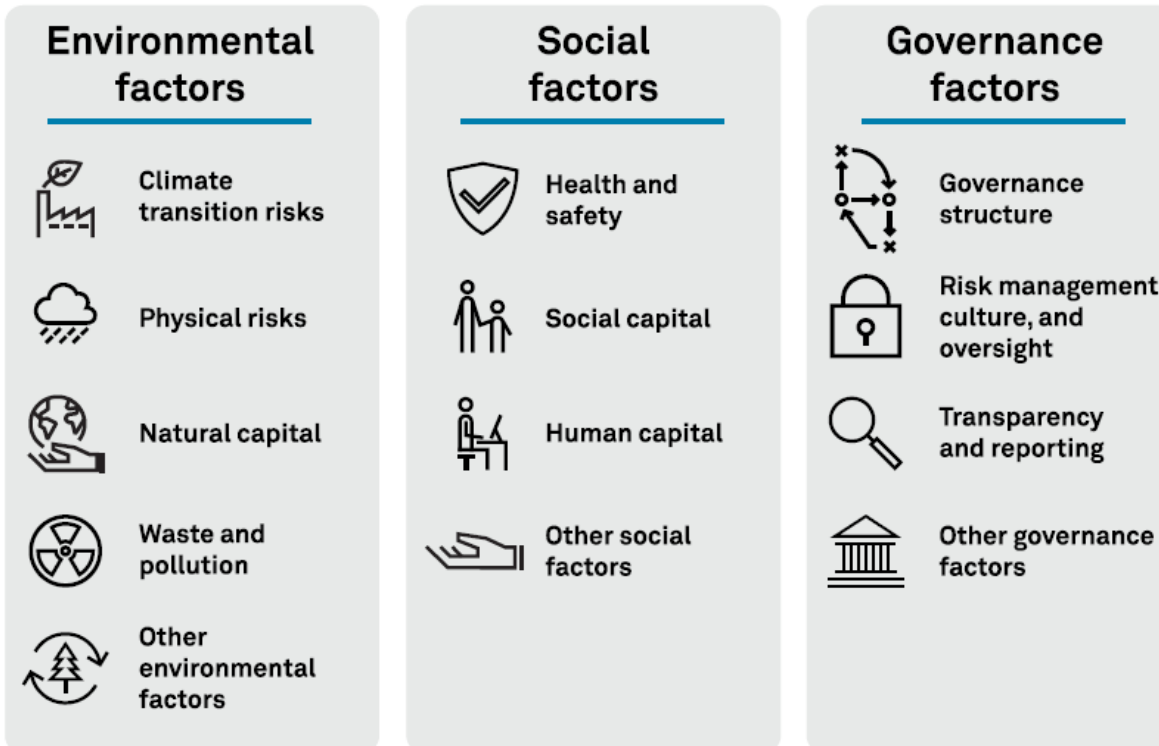 Environmental
factors
Climate
transition risks
Physical risks
Natural capital
Waste and
pollution
Other
environmental
factors
Social
factors
Health and
safety
Social capital
Human capital
Other social
factors
Governance
factors
Governance
structure
Risk management
culture, and
oversight
Transparency
and reporting
Other governance
factors